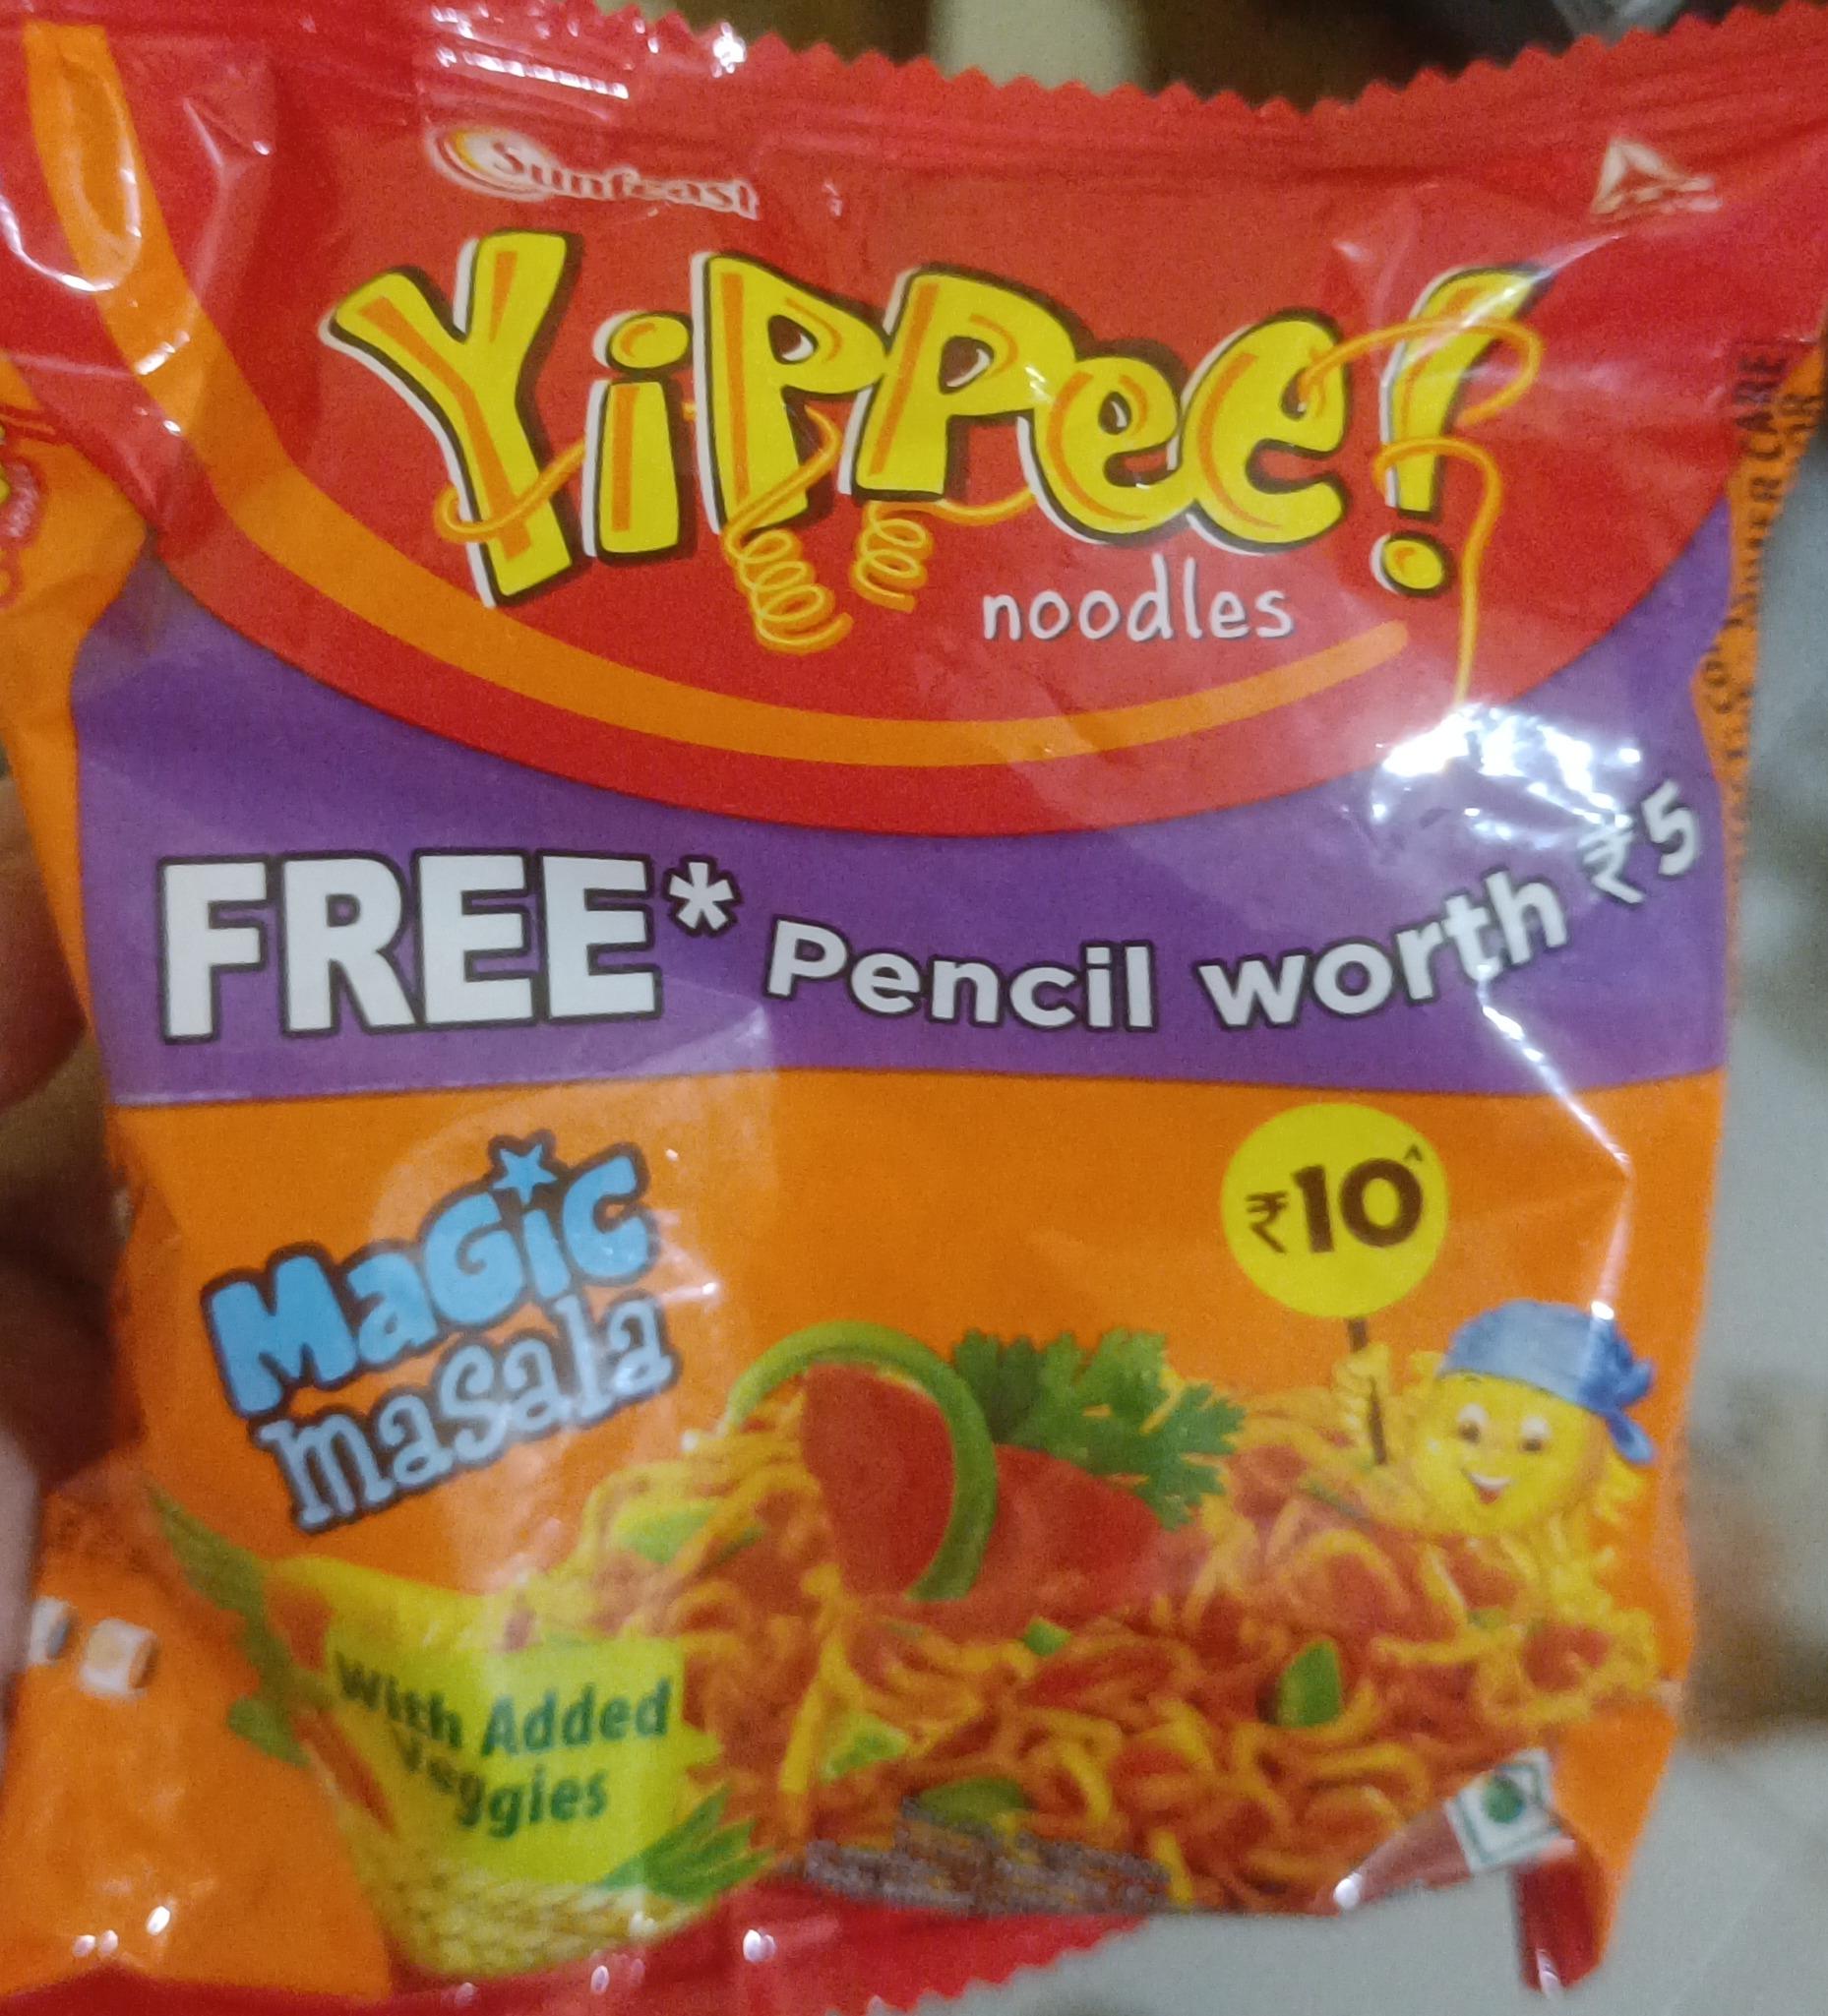 Sunfeast
YiPPee!
noodles
FREE* Pencil worth ₹5
₹10^
MaGiC
masala
With Added
Veggies